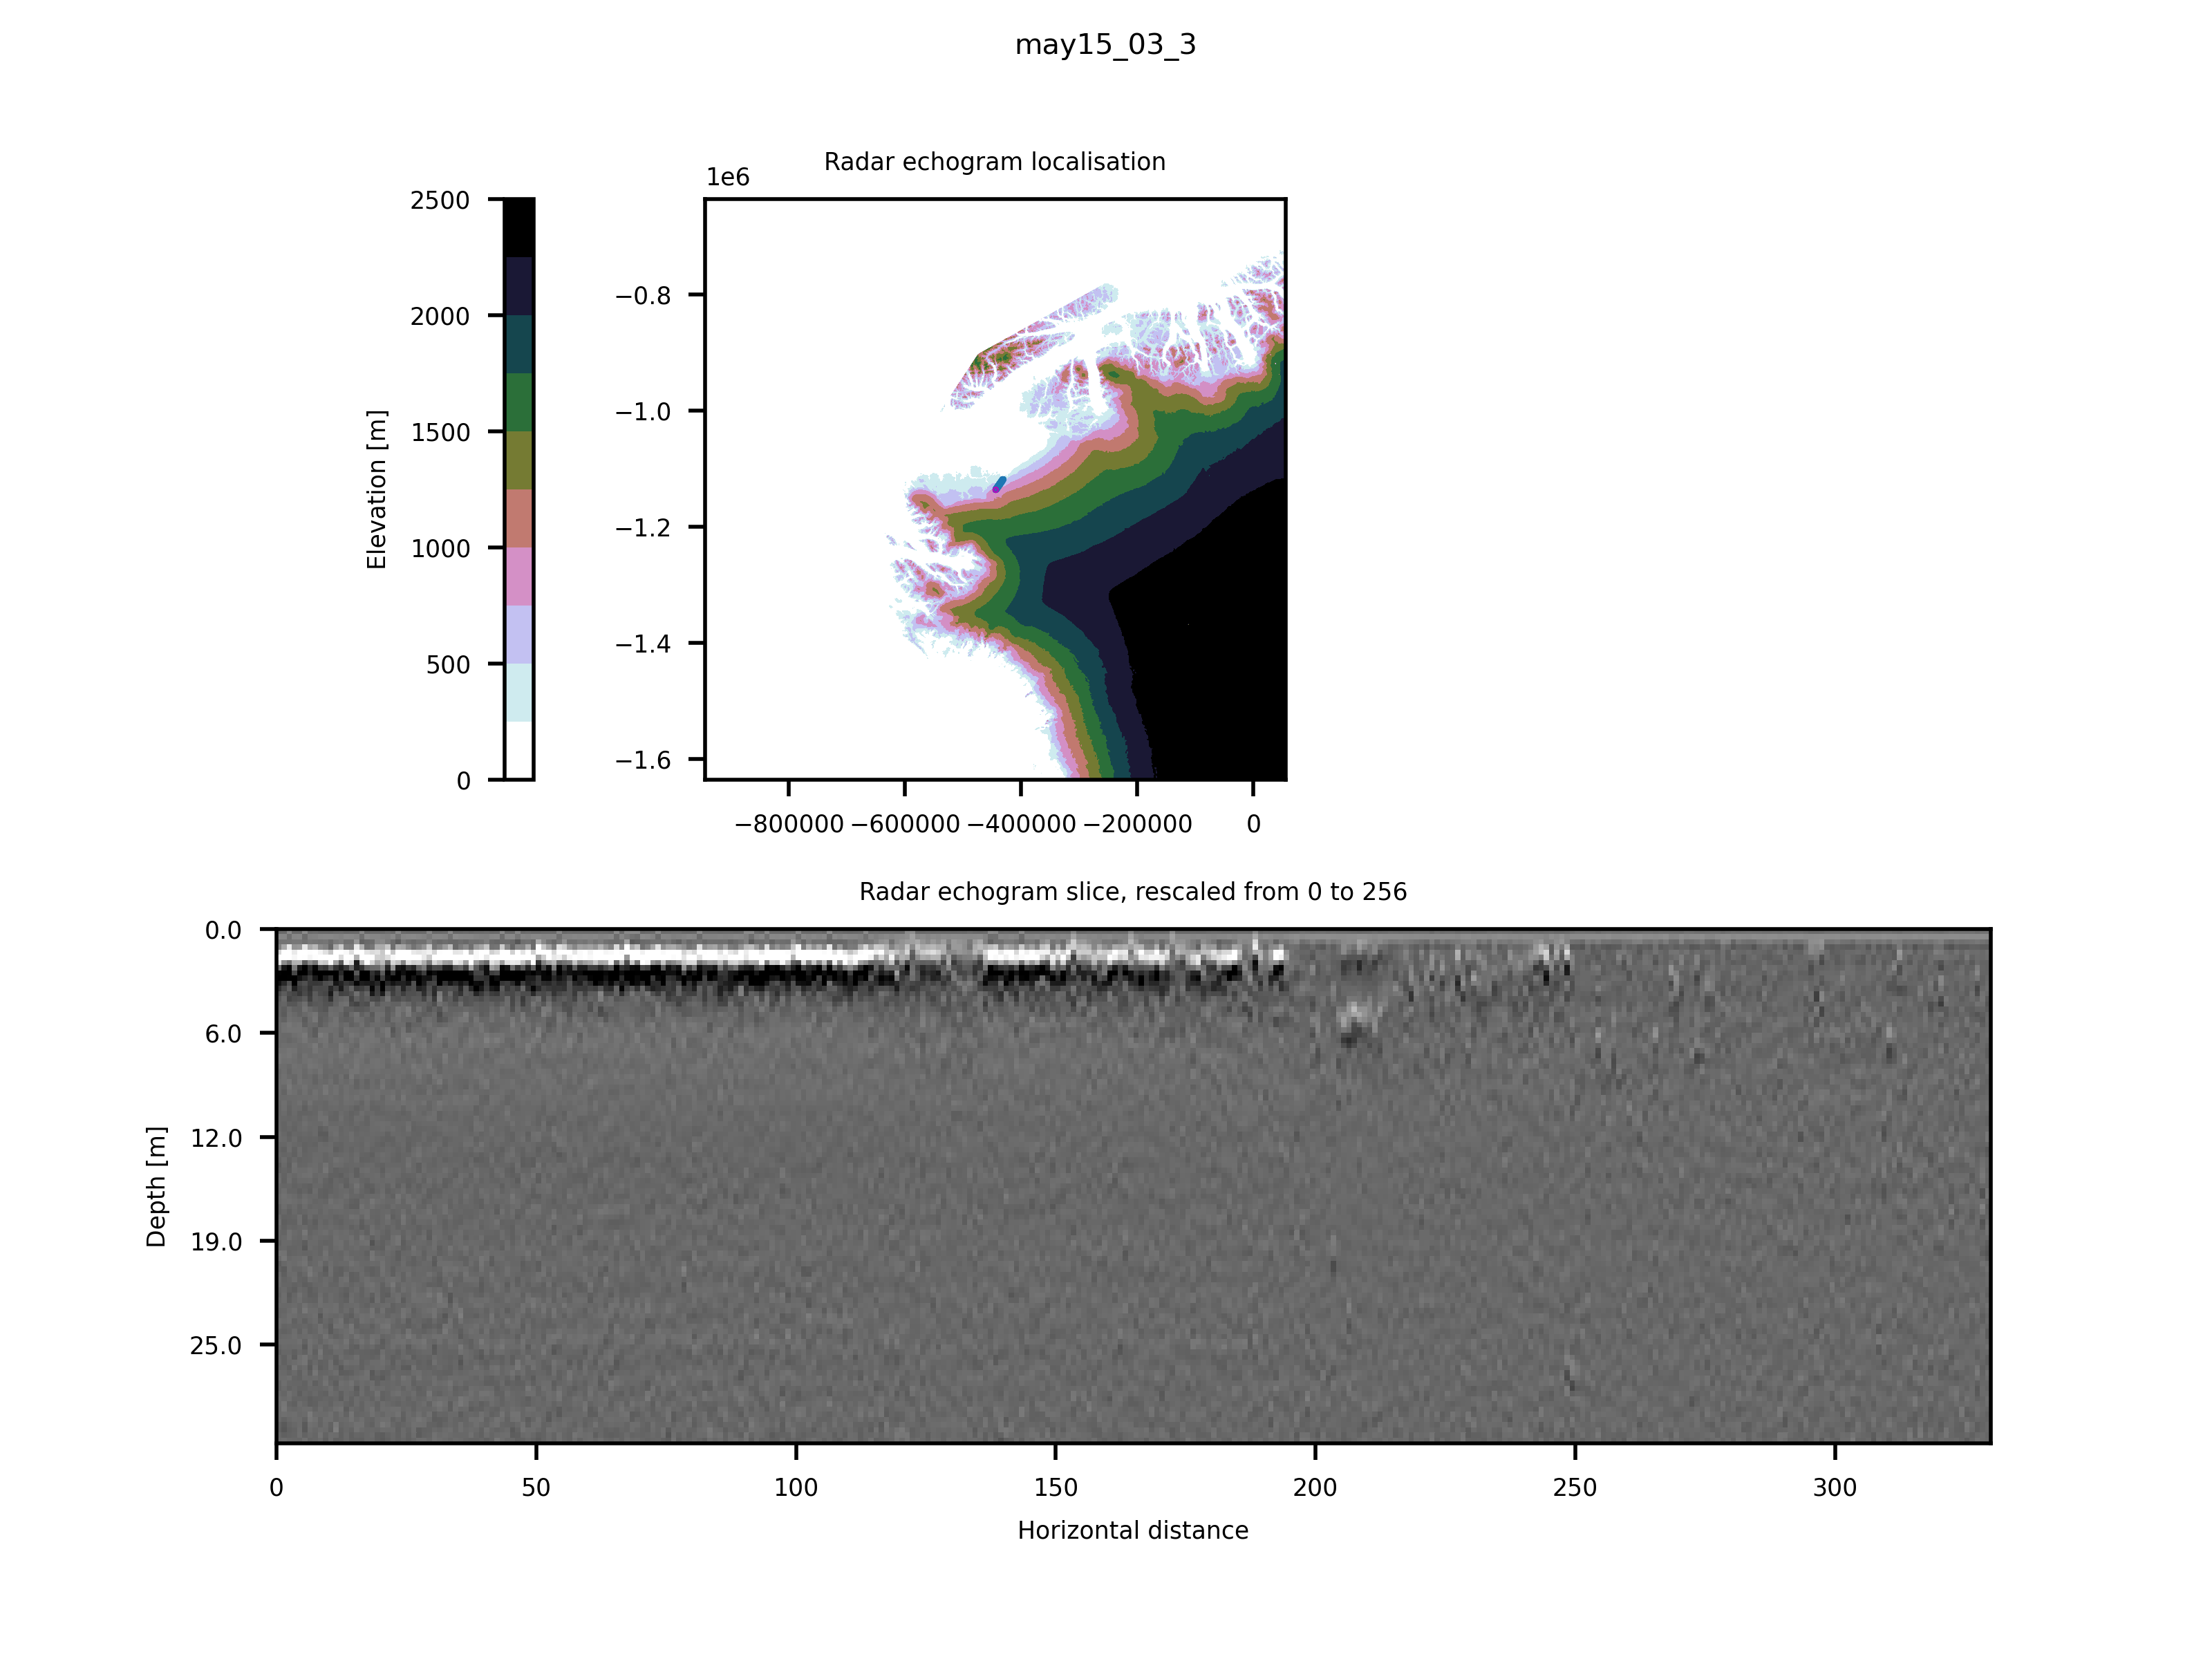 may15_03_3
Radar echogram localisation
1e6
2500
2000
1500
1000
500
0
Elevation [m]
−0.8
−1.0
−1.2
−1.4
−1.6
−800000 −600000 −400000 −200000 0
Radar echogram slice, rescaled from 0 to 256
0.0
6.0
12.0
19.0
25.0
Depth [m]
0 50 100 150 200 250 300
Horizontal distance